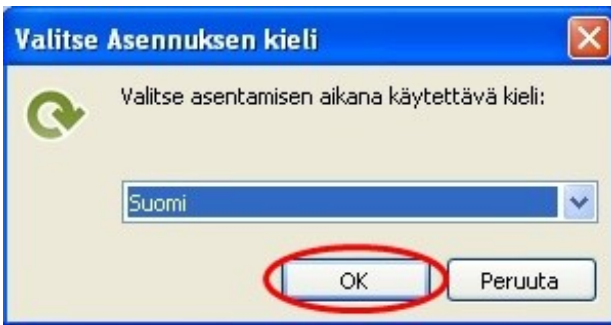 Valitse Asennuksen kieli
Valitse asentamisen aikana käytettävä kieli:
Suomi
OK
Peruuta